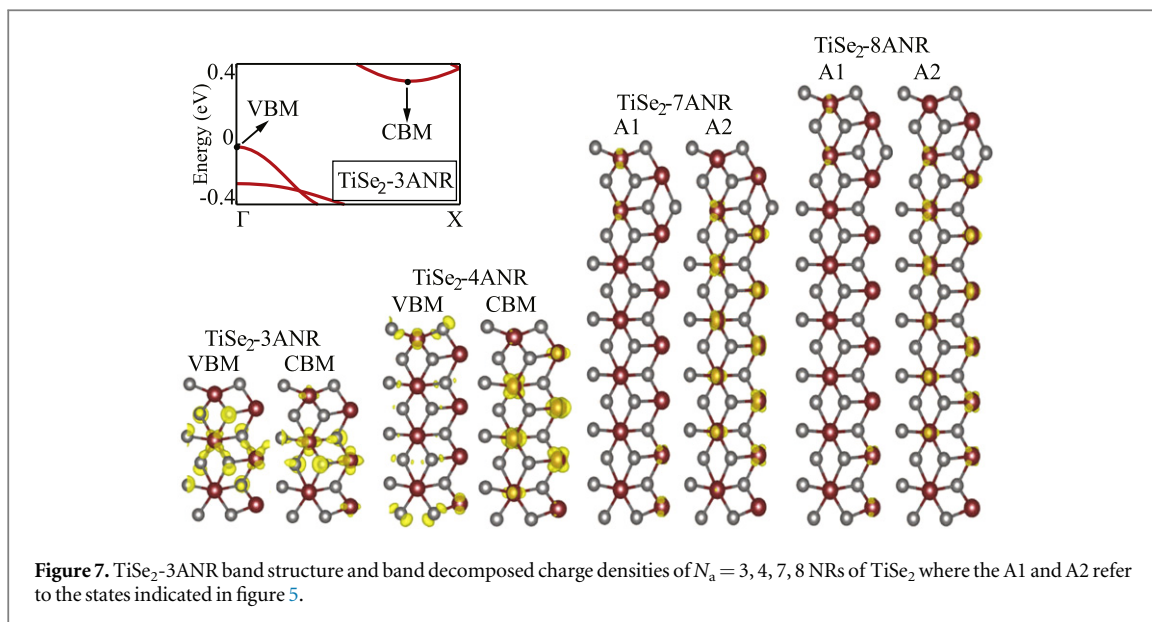 TiSe2-8ANR
A1 A2
TiSe2-7ANR
A1 A2
0.4
0
-0.4
Energy (eV)
VBM
CBM
TiSe2-3ANR
Γ X
TiSe2-4ANR
VBM CBM
TiSe2-3ANR
VBM CBM
Figure 7. TiSe2-3ANR band structure and band decomposed charge densities of Na = 3, 4, 7, 8 NRs of TiSe2 where the A1 and A2 refer
to the states indicated in figure 5.